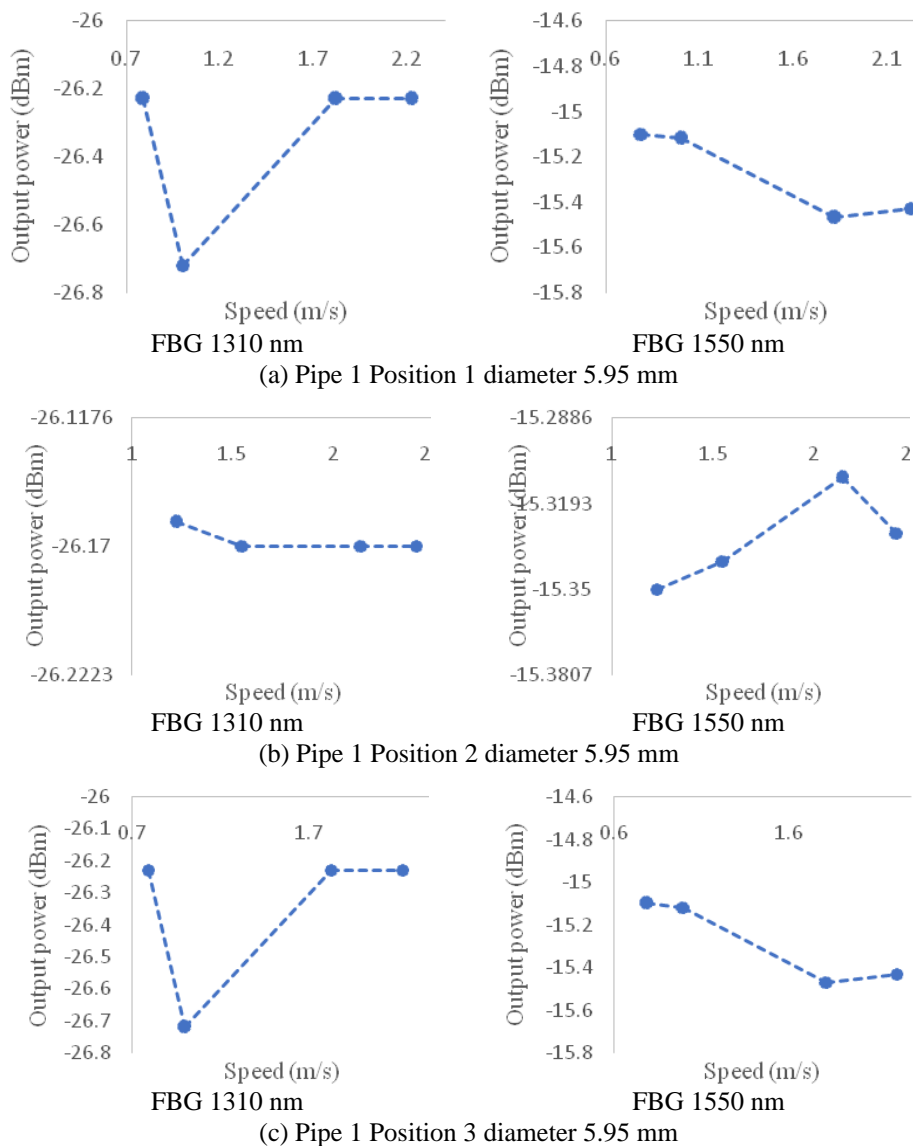 -26
0.7 1.2 1.7 2.2
-26.2
-26.4
-26.6
-26.8
Output power (dBm)
Speed (m/s)
FBG 1310 nm
-14.6
0.6 1.1 1.6 2.1
-14.8
-15
-15.2
-15.4
-15.6
-15.8
Output power (dBm)
Speed (m/s)
FBG 1550 nm
(a) Pipe 1 Position 1 diameter 5.95 mm
-26.1176
1 1.5 2 2
-26.17
-26.2223
Output power (dBm)
Speed (m/s)
FBG 1310 nm
-15.2886
1 1.5 2 2
-15.3193
-15.35
-15.3807
Output power (dBm)
Speed (m/s)
FBG 1550 nm
(b) Pipe 1 Position 2 diameter 5.95 mm
-26
-26.1
0.7 1.7
-26.2
-26.3
-26.4
-26.5
-26.6
-26.7
-26.8
Output power (dBm)
Speed (m/s)
FBG 1310 nm
-14.6
0.6 1.6
-14.8
-15
-15.2
-15.4
-15.6
-15.8
Output power (dBm)
Speed (m/s)
FBG 1550 nm
(c) Pipe 1 Position 3 diameter 5.95 mm